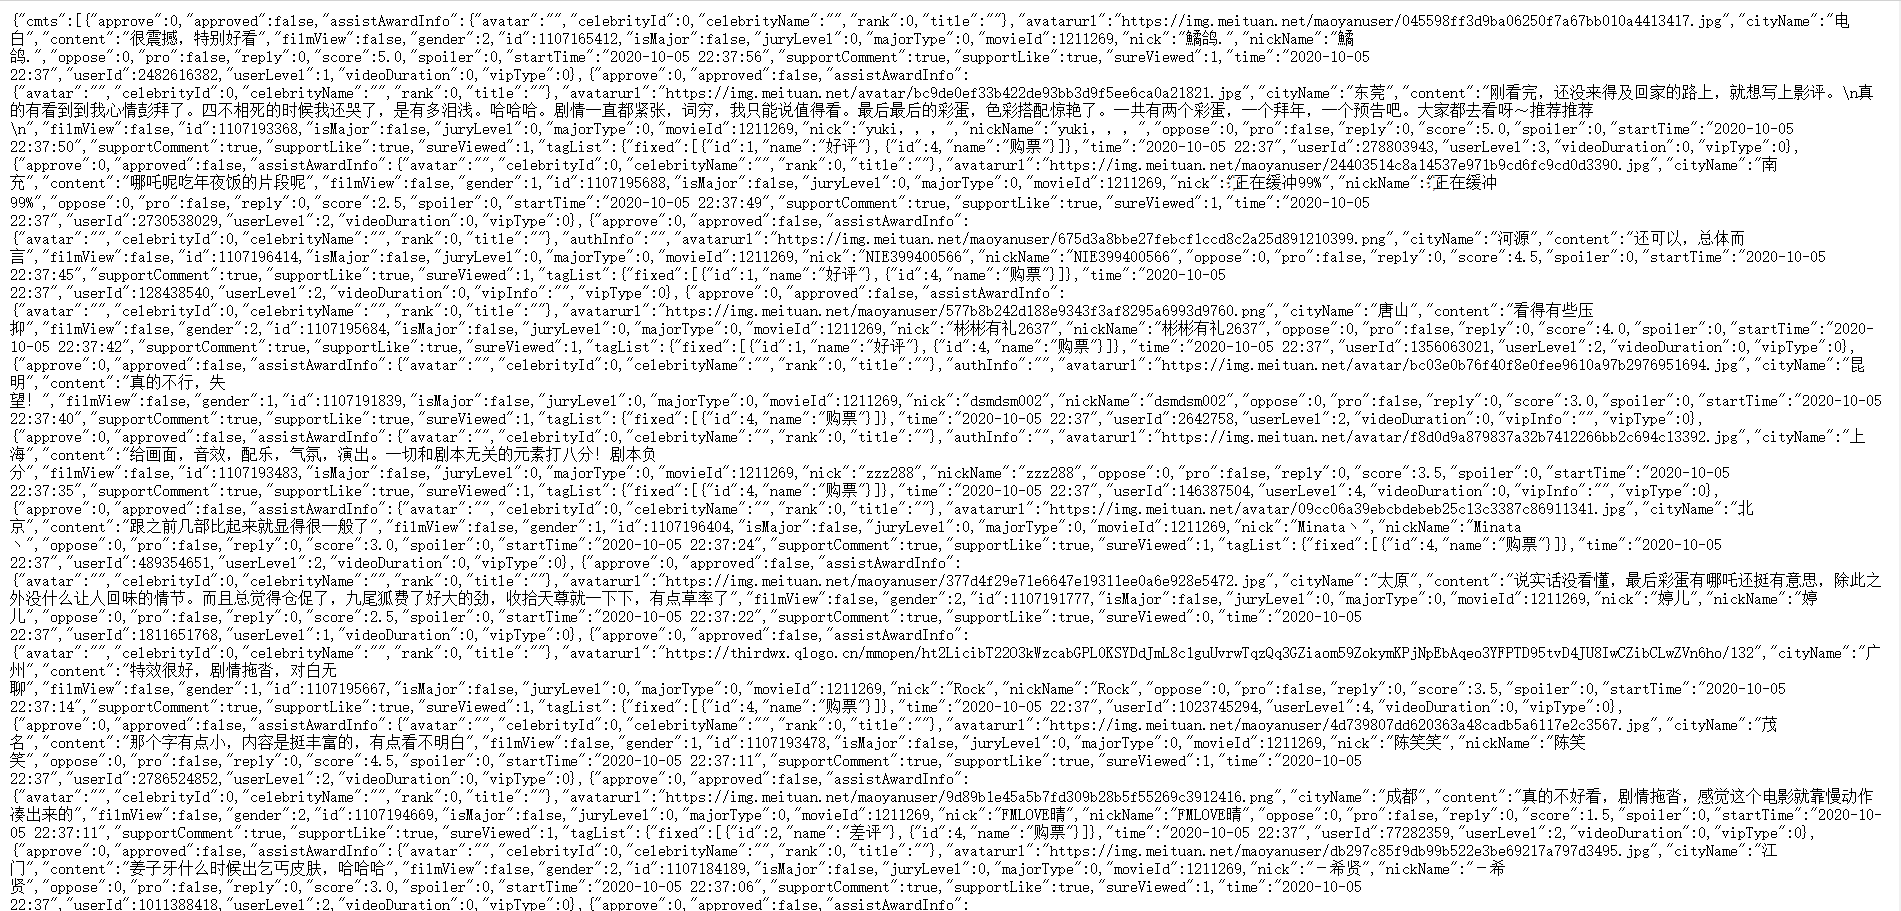 {"cmts":[{"approve":0,"approved":false,"assistAwardInfo":{"avatar":"","celebrityId":0,"celebrityName":"","rank":0,"title":""},"avatarurl":"https://img.meituan.net/maoyanuser/045598ff3d9ba06250f7a67bb010a4413417.jpg","cityName":"电
白","content":"很震撼，特别好看","filmView":false,"gender":2,"id":1107165412,"isMajor":false,"juryLevel":0,"majorType":0,"movieId":1211269,"nick":"鱊鸽.","nickName":"鱊
鸽.","oppose":0,"pro":false,"reply":0,"score":5.0,"spoiler":0,"startTime":"2020-10-05 22:37:56","supportComment":true,"supportLike":true,"sureViewed":1,"time":"2020-10-05
22:37","userId":2482616382,"userLevel":1,"videoDuration":0,"vipType":0},{"approve":0,"approved":false,"assistAwardInfo":
{"avatar":"","celebrityId":0,"celebrityName":"","rank":0,"title":""},"avatarurl":"https://img.meituan.net/avatar/bc9de0ef33b422de93bb3d9f5ee6ca0a21821.jpg","cityName":"东莞","content":"刚看完，还没来得及回家的路上，就想写上影评。\n真
的有看到到我心情彭拜了。四不相死的时候我还哭了，是有多泪浅。哈哈哈。剧情一直都紧张，词穷，我只能说值得看。最后最后的彩蛋，色彩搭配惊艳了。一共有两个彩蛋，一个拜年，一个预告吧。大家都去看呀～推荐推荐
\n","filmView":false,"id":1107193368,"isMajor":false,"juryLevel":0,"majorType":0,"movieId":1211269,"nick":"yuki，，，","nickName":"yuki，，，","oppose":0,"pro":false,"reply":0,"score":5.0,"spoiler":0,"startTime":"2020-10-05
22:37:50","supportComment":true,"supportLike":true,"sureViewed":1,"tagList":{"fixed":[{"id":1,"name":"好评"},{"id":4,"name":"购票"}]},"time":"2020-10-05 22:37","userId":278803943,"userLevel":3,"videoDuration":0,"vipType":0},
{"approve":0,"approved":false,"assistAwardInfo":{"avatar":"","celebrityId":0,"celebrityName":"","rank":0,"title":""},"avatarurl":"https://img.meituan.net/maoyanuser/24403514c8a14537e971b9cd6fc9cd0d3390.jpg","cityName":"南
充","content":"哪吒呢吃年夜饭的片段呢","filmView":false,"gender":1,"id":1107195688,"isMajor":false,"juryLevel":0,"majorType":0,"movieId":1211269,"nick":"正在缓冲99%","nickName":"正在缓冲
99%","oppose":0,"pro":false,"reply":0,"score":2.5,"spoiler":0,"startTime":"2020-10-05 22:37:49","supportComment":true,"supportLike":true,"sureViewed":1,"time":"2020-10-05
22:37","userId":2730538029,"userLevel":2,"videoDuration":0,"vipType":0},{"approve":0,"approved":false,"assistAwardInfo":
{"avatar":"","celebrityId":0,"celebrityName":"","rank":0,"title":""},"authInfo":"","avatarurl":"https://img.meituan.net/maoyanuser/675d3a8bbe27febcf1ccd8c2a25d891210399.png","cityName":"河源","content":"还可以，总体而
言","filmView":false,"id":1107196414,"isMajor":false,"juryLevel":0,"majorType":0,"movieId":1211269,"nick":"NIE399400566","nickName":"NIE399400566","oppose":0,"pro":false,"reply":0,"score":4.5,"spoiler":0,"startTime":"2020-10-05
22:37:45","supportComment":true,"supportLike":true,"sureViewed":1,"tagList":{"fixed":[{"id":1,"name":"好评"},{"id":4,"name":"购票"}]},"time":"2020-10-05
22:37","userId":128438540,"userLevel":2,"videoDuration":0,"vipInfo":"","vipType":0},{"approve":0,"approved":false,"assistAwardInfo":
{"avatar":"","celebrityId":0,"celebrityName":"","rank":0,"title":""},"avatarurl":"https://img.meituan.net/maoyanuser/577b8b242d188e9343f3af8295a6993d9760.png","cityName":"唐山","content":"看得有些压
抑","filmView":false,"gender":2,"id":1107195684,"isMajor":false,"juryLevel":0,"majorType":0,"movieId":1211269,"nick":"彬彬有礼2637","nickName":"彬彬有礼2637","oppose":0,"pro":false,"reply":0,"score":4.0,"spoiler":0,"startTime":"2020-
10-05 22:37:42","supportComment":true,"supportLike":true,"sureViewed":1,"tagList":{"fixed":[{"id":1,"name":"好评"},{"id":4,"name":"购票"}]},"time":"2020-10-05 22:37","userId":1356063021,"userLevel":2,"videoDuration":0,"vipType":0},
{"approve":0,"approved":false,"assistAwardInfo":{"avatar":"","celebrityId":0,"celebrityName":"","rank":0,"title":""},"authInfo":"","avatarurl":"https://img.meituan.net/avatar/bc03e0b76f40f8e0fee9610a97b2976951694.jpg","cityName":"昆
明","content":"真的不行，失
望！","filmView":false,"gender":1,"id":1107191839,"isMajor":false,"juryLevel":0,"majorType":0,"movieId":1211269,"nick":"dsmdsm002","nickName":"dsmdsm002","oppose":0,"pro":false,"reply":0,"score":3.0,"spoiler":0,"startTime":"2020-10-05
22:37:40","supportComment":true,"supportLike":true,"sureViewed":1,"tagList":{"fixed":[{"id":4,"name":"购票"}]},"time":"2020-10-05 22:37","userId":2642758,"userLevel":2,"videoDuration":0,"vipInfo":"","vipType":0},
{"approve":0,"approved":false,"assistAwardInfo":{"avatar":"","celebrityId":0,"celebrityName":"","rank":0,"title":""},"authInfo":"","avatarurl":"https://img.meituan.net/avatar/f8d0d9a879837a32b7412266bb2c694c13392.jpg","cityName":"上
海","content":"给画面，音效，配乐，气氛，演出。一切和剧本无关的元素打八分！剧本负
分","filmView":false,"id":1107193483,"isMajor":false,"juryLevel":0,"majorType":0,"movieId":1211269,"nick":"zzz288","nickName":"zzz288","oppose":0,"pro":false,"reply":0,"score":3.5,"spoiler":0,"startTime":"2020-10-05
22:37:35","supportComment":true,"supportLike":true,"sureViewed":1,"tagList":{"fixed":[{"id":4,"name":"购票"}]},"time":"2020-10-05 22:37","userId":146387504,"userLevel":4,"videoDuration":0,"vipInfo":"","vipType":0},
{"approve":0,"approved":false,"assistAwardInfo":{"avatar":"","celebrityId":0,"celebrityName":"","rank":0,"title":""},"avatarurl":"https://img.meituan.net/avatar/09cc06a39ebcbdebeb25c13c3387c86911341.jpg","cityName":"北
京","content":"跟之前几部比起来就显得很一般了","filmView":false,"gender":1,"id":1107196404,"isMajor":false,"juryLevel":0,"majorType":0,"movieId":1211269,"nick":"Minata丶","nickName":"Minata
丶","oppose":0,"pro":false,"reply":0,"score":3.0,"spoiler":0,"startTime":"2020-10-05 22:37:24","supportComment":true,"supportLike":true,"sureViewed":1,"tagList":{"fixed":[{"id":4,"name":"购票"}]},"time":"2020-10-05
22:37","userId":489354651,"userLevel":2,"videoDuration":0,"vipType":0},{"approve":0,"approved":false,"assistAwardInfo":
{"avatar":"","celebrityId":0,"celebrityName":"","rank":0,"title":""},"avatarurl":"https://img.meituan.net/maoyanuser/377d4f29e71e6647e19311ee0a6e928e5472.jpg","cityName":"太原","content":"说实话没看懂，最后彩蛋有哪吒还挺有意思，除此之
外没什么让人回味的情节。而且总觉得仓促了，九尾狐费了好大的劲，收拾天尊就一下下，有点草率了","filmView":false,"gender":2,"id":1107191777,"isMajor":false,"juryLevel":0,"majorType":0,"movieId":1211269,"nick":"婷儿","nickName":"婷
儿","oppose":0,"pro":false,"reply":0,"score":2.5,"spoiler":0,"startTime":"2020-10-05 22:37:22","supportComment":true,"supportLike":true,"sureViewed":0,"time":"2020-10-05
22:37","userId":1811651768,"userLevel":1,"videoDuration":0,"vipType":0},{"approve":0,"approved":false,"assistAwardInfo":
{"avatar":"","celebrityId":0,"celebrityName":"","rank":0,"title":""},"avatarurl":"https://thirdwx.qlogo.cn/mmopen/ht2LicibT22O3kWzcabGPL0KSYDdJmL8c1guUvrwTqzQq3GZiaom59ZokymKPjNpEbAqeo3YFPTD95tvD4JU8IwCZibCLwZVn6ho/132","cityName":"广
州","content":"特效很好，剧情拖沓，对白无
聊","filmView":false,"gender":1,"id":1107195667,"isMajor":false,"juryLevel":0,"majorType":0,"movieId":1211269,"nick":"Rock","nickName":"Rock","oppose":0,"pro":false,"reply":0,"score":3.5,"spoiler":0,"startTime":"2020-10-05
22:37:14","supportComment":true,"supportLike":true,"sureViewed":1,"tagList":{"fixed":[{"id":4,"name":"购票"}]},"time":"2020-10-05 22:37","userId":1023745294,"userLevel":4,"videoDuration":0,"vipType":0},
{"approve":0,"approved":false,"assistAwardInfo":{"avatar":"","celebrityId":0,"celebrityName":"","rank":0,"title":""},"avatarurl":"https://img.meituan.net/maoyanuser/4d739807dd620363a48cadb5a6117e2c3567.jpg","cityName":"茂
名","content":"那个字有点小，内容是挺丰富的，有点看不明白","filmView":false,"gender":1,"id":1107193478,"isMajor":false,"juryLevel":0,"majorType":0,"movieId":1211269,"nick":"陈笑笑","nickName":"陈笑
笑","oppose":0,"pro":false,"reply":0,"score":4.5,"spoiler":0,"startTime":"2020-10-05 22:37:11","supportComment":true,"supportLike":true,"sureViewed":1,"time":"2020-10-05
22:37","userId":2786524852,"userLevel":2,"videoDuration":0,"vipType":0},{"approve":0,"approved":false,"assistAwardInfo":
{"avatar":"","celebrityId":0,"celebrityName":"","rank":0,"title":""},"avatarurl":"https://img.meituan.net/maoyanuser/9d89b1e45a5b7fd309b28b5f55269c3912416.png","cityName":"成都","content":"真的不好看，剧情拖沓，感觉这个电影就靠慢动作
凑出来的","filmView":false,"gender":2,"id":1107194669,"isMajor":false,"juryLevel":0,"majorType":0,"movieId":1211269,"nick":"FMLOVE晴","nickName":"FMLOVE晴","oppose":0,"pro":false,"reply":0,"score":1.5,"spoiler":0,"startTime":"2020-10-
05 22:37:11","supportComment":true,"supportLike":true,"sureViewed":1,"tagList":{"fixed":[{"id":2,"name":"差评"},{"id":4,"name":"购票"}]},"time":"2020-10-05 22:37","userId":77282359,"userLevel":2,"videoDuration":0,"vipType":0},
{"approve":0,"approved":false,"assistAwardInfo":{"avatar":"","celebrityId":0,"celebrityName":"","rank":0,"title":""},"avatarurl":"https://img.meituan.net/maoyanuser/db297c85f9db99b522e3be69217a797d3495.jpg","cityName":"江
门","content":"姜子牙什么时候出乞丐皮肤，哈哈哈","filmView":false,"gender":2,"id":1107184189,"isMajor":false,"juryLevel":0,"majorType":0,"movieId":1211269,"nick":"－希贤","nickName":"－希
贤","oppose":0,"pro":false,"reply":0,"score":3.0,"spoiler":0,"startTime":"2020-10-05 22:37:06","supportComment":true,"supportLike":true,"sureViewed":1,"time":"2020-10-05
22:37","userId":1011388418,"userLevel":2,"videoDuration":0,"vipType":0},{"approve":0,"approved":false,"assistAwardInfo":